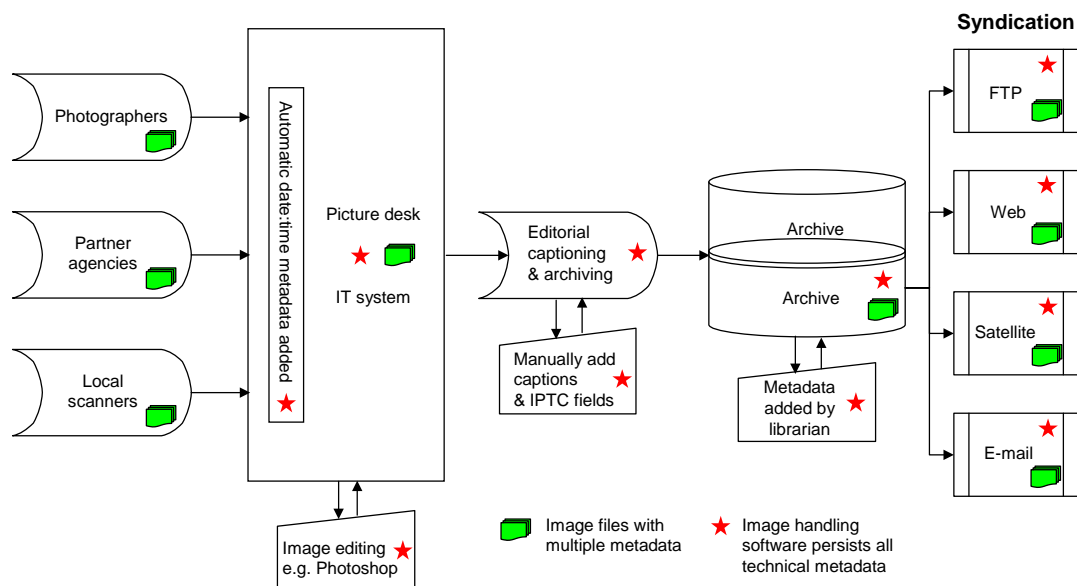 Syndication
Photographers
Partner
agencies
Local
scanners
Automatic date:time metadata added
Picture desk
IT system
Image editing
e.g. Photoshop
Editorial
captioning
& archiving
Manually add
captions
& IPTC fields
Archive
Archive
Metadata
added by
librarian
FTP
Web
Satellite
E-mail
Image files with
multiple metadata
Image handling
software persists all
technical metadata